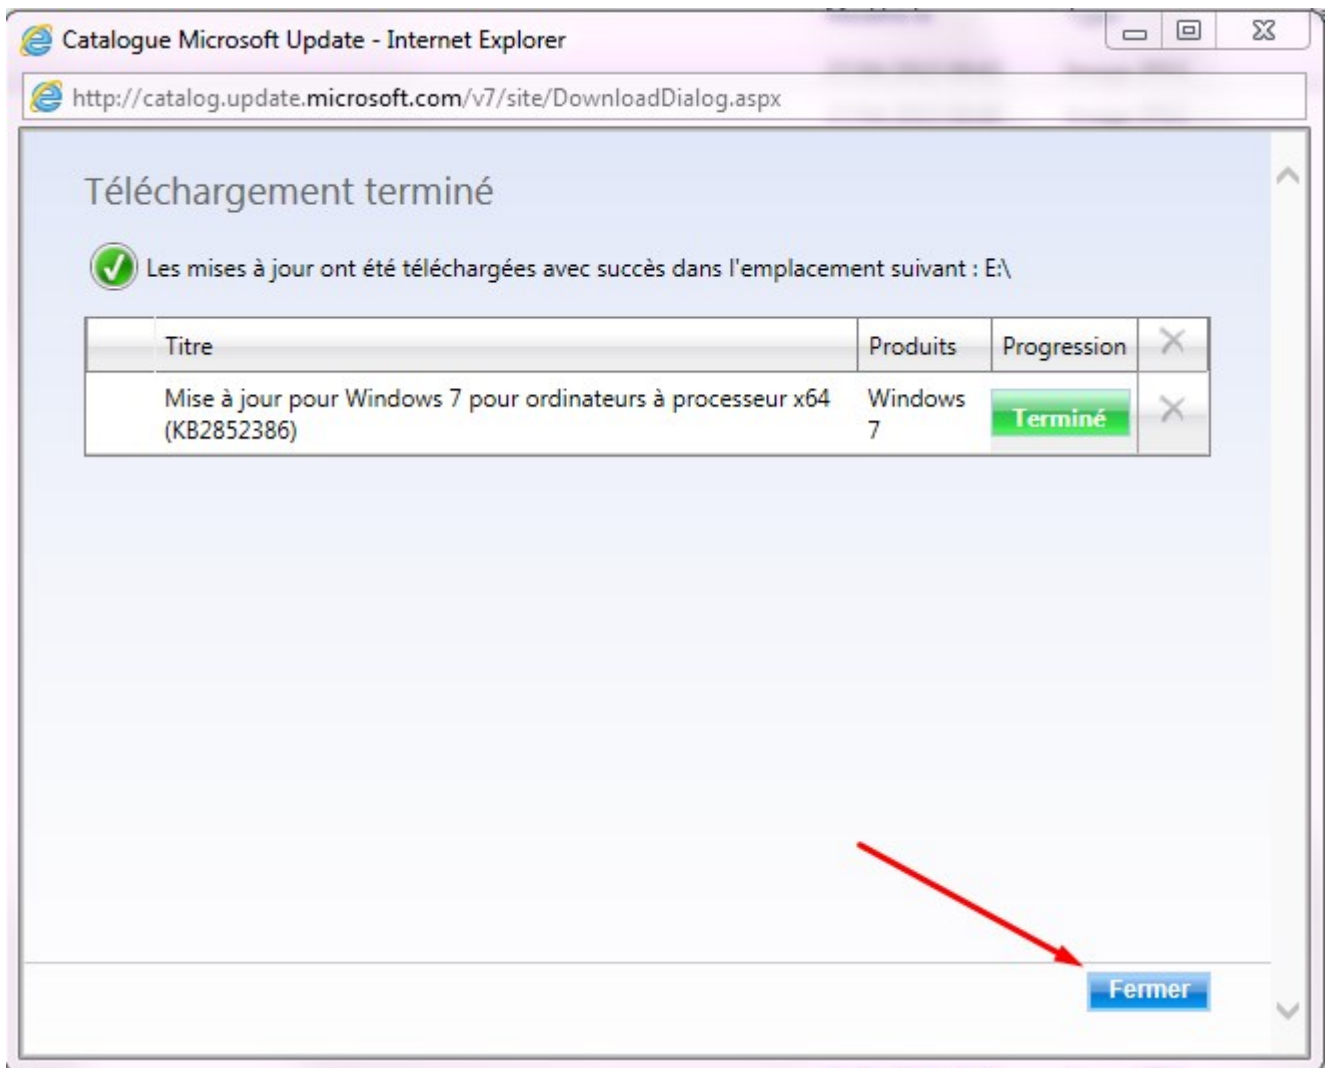 Catalogue Microsoft Update - Internet Explorer
http://catalog.update.microsoft.com/v7/site/DownloadDialog.aspx
Téléchargement terminé
Les mises à jour ont été téléchargées avec succès dans l'emplacement suivant : E:\
Titre Produits Progression
Mise à jour pour Windows 7 pour ordinateurs à processeur x64 Windows
(KB2852386) 7
Terminé
Fermer